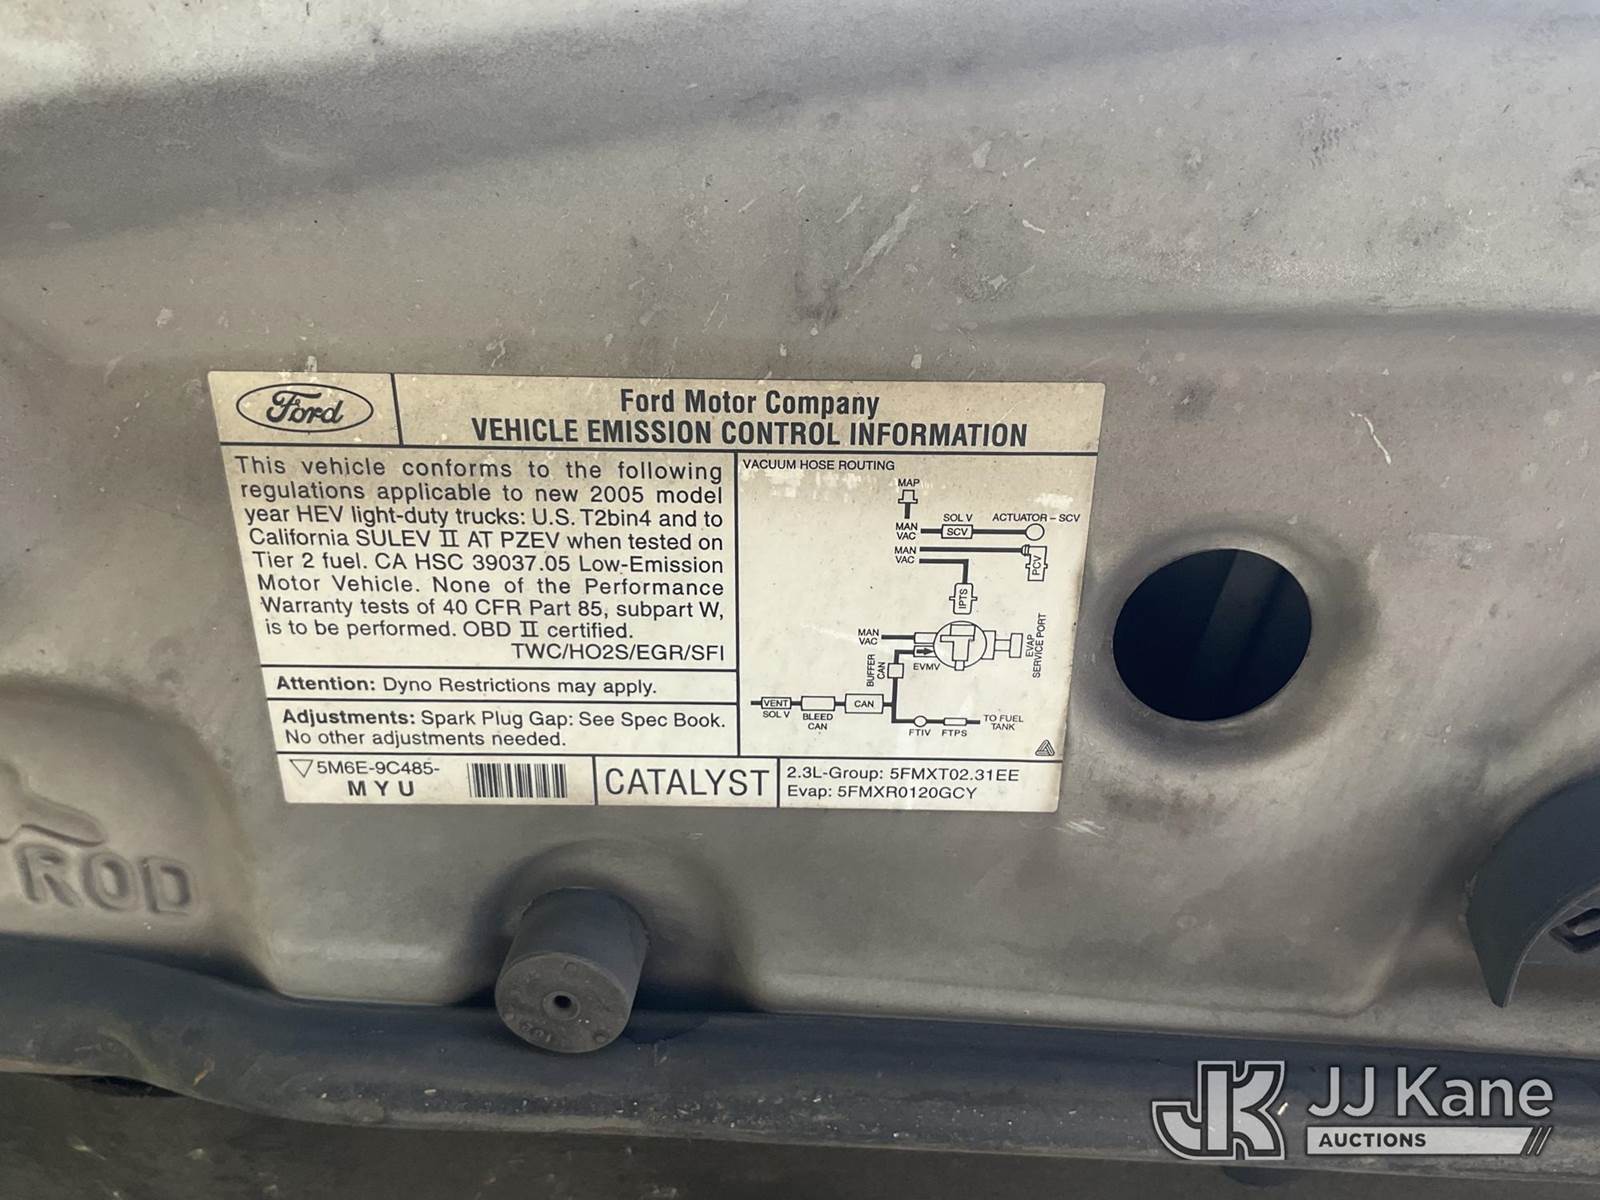 Ford
Ford Motor Company
VEHICLE EMISSION CONTROL INFORMATION
This vehicle conforms to the following
regulations applicable to new 2005 model
year HEV light-duty trucks: U.S. T2bin4 and to
California SULEV II AT PZEV when tested on
Tier 2 fuel. CA HSC 39037.05 Low-Emission
Motor Vehicle. None of the Performance
Warranty tests of 40 CFR Part 85, subpart W,
is to be performed. OBD II certified.
TWC/HO2S/EGR/SFI
Attention: Dyno Restrictions may apply.
Adjustments: Spark Plug Gap: See Spec Book.
No other adjustments needed.
5M6E-9C485-
M Y U
CATALYST
2.3L-Group: 5FMXT02.31EE
Evap: 5FMXR0120GCY
VACUUM HOSE ROUTING
MAP
MAN
VAC
SOL V
SCV
ACTUATOR – SCV
MAN
VAC
PCV
IPTS
MAN
VAC
EVAP
SERVICE PORT
BUFFER
CAN
EVMV
VENT
SOL V
BLEED
CAN
CAN
FTIV
FTPS
TO FUEL
TANK
ROD
JK
JJ Kane
AUCTIONS